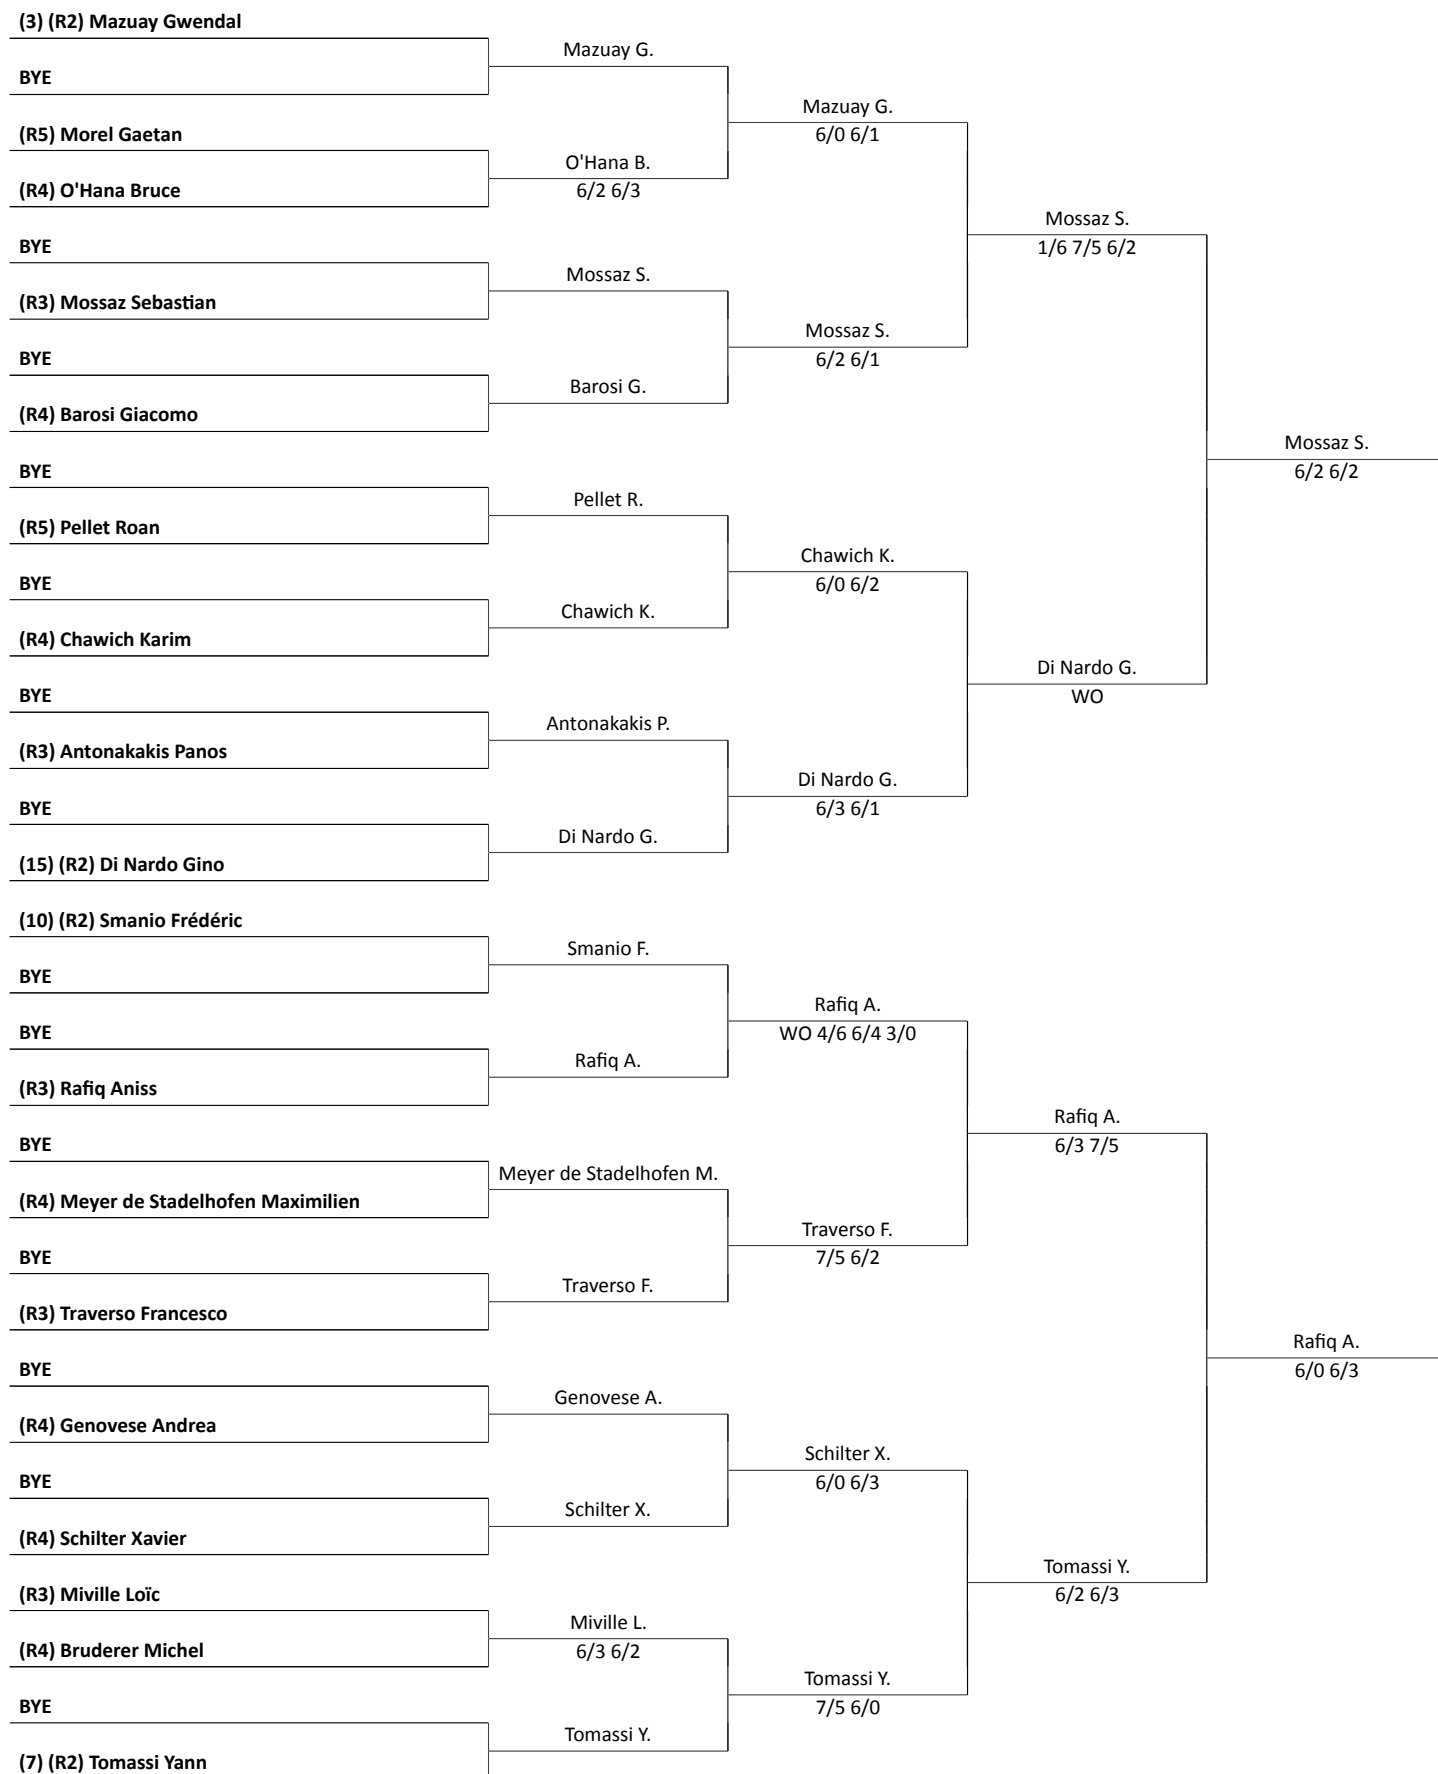 (3) (R2) Mazuay Gwendal
Mazuay G.
BYE
Mazuay G.
6/0 6/1
(R5) Morel Gaetan
O'Hana B.
6/2 6/3
(R4) O'Hana Bruce
Mossaz S.
1/6 7/5 6/2
BYE
Mossaz S.
(R3) Mossaz Sebastian
Mossaz S.
6/2 6/1
BYE
Barosi G.
(R4) Barosi Giacomo
Mossaz S.
6/2 6/2
BYE
Pellet R.
(R5) Pellet Roan
Chawich K.
6/0 6/2
BYE
Chawich K.
(R4) Chawich Karim
Di Nardo G.
WO
BYE
Antonakakis P.
(R3) Antonakakis Panos
Di Nardo G.
6/3 6/1
BYE
Di Nardo G.
(15) (R2) Di Nardo Gino
(10) (R2) Smanio Frédéric
Smanio F.
BYE
Rafiq A.
WO 4/6 6/4 3/0
BYE
Rafiq A.
(R3) Rafiq Aniss
Rafiq A.
6/3 7/5
BYE
Meyer de Stadelhofen M.
(R4) Meyer de Stadelhofen Maximilien
Traverso F.
7/5 6/2
BYE
Traverso F.
(R3) Traverso Francesco
Rafiq A.
6/0 6/3
BYE
Genovese A.
(R4) Genovese Andrea
Schilter X.
6/0 6/3
BYE
Schilter X.
(R4) Schilter Xavier
Tomassi Y.
6/2 6/3
(R3) Miville Loïc
Miville L.
6/3 6/2
(R4) Bruderer Michel
Tomassi Y.
7/5 6/0
BYE
Tomassi Y.
(7) (R2) Tomassi Yann